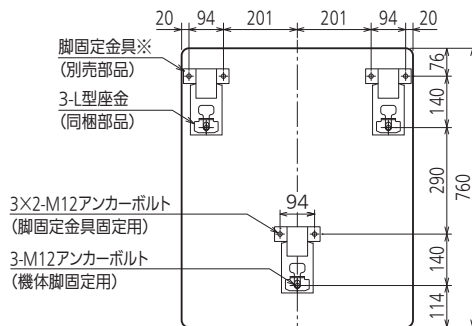 20 94 201 201 94 20
脚固定金具※
(別売部品)
3-L型座金
(同梱部品)
76
140
290
760
3×2-M12アンカーボルト
(脚固定金具固定用)
94
3-M12アンカーボルト
(機体脚固定用)
140
114